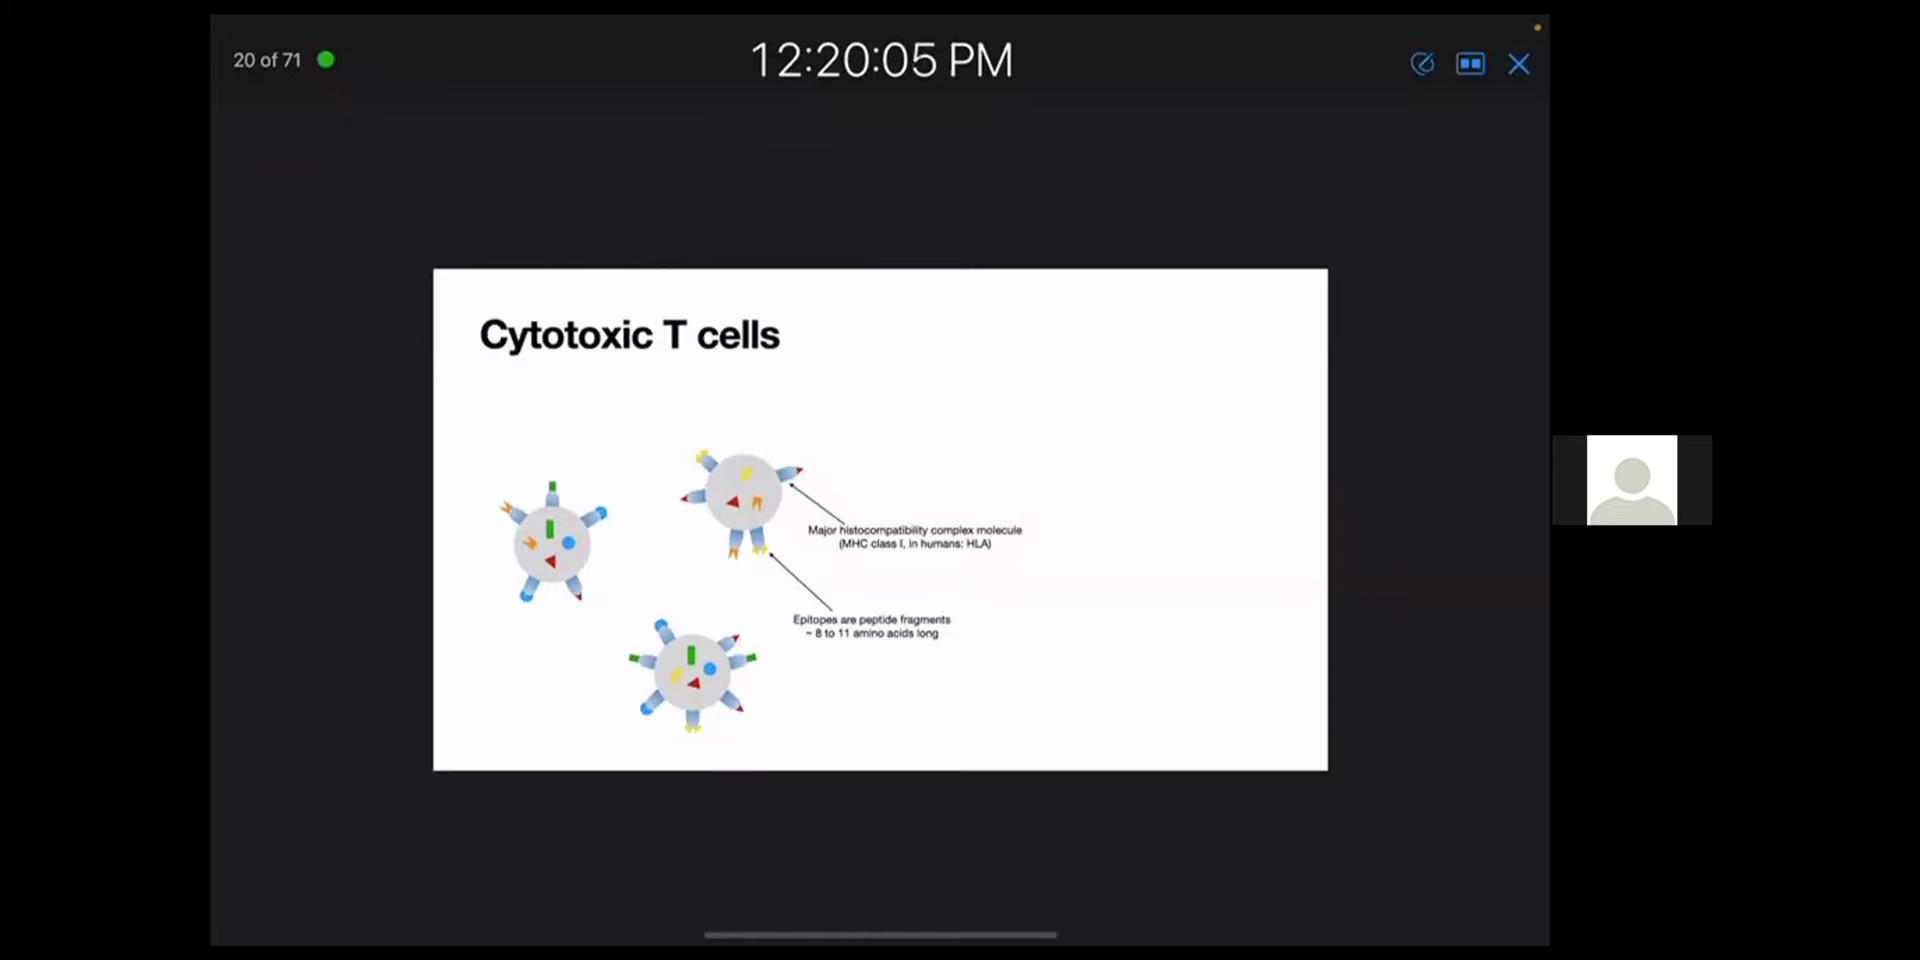 20 of 71
12:20:05 PM
Cytotoxic T cells
Major histocompatibility complex molecule
(MHC class I, in humans: HLA)
Epitopes are peptide fragments
~ 8 to 11 amino acids long